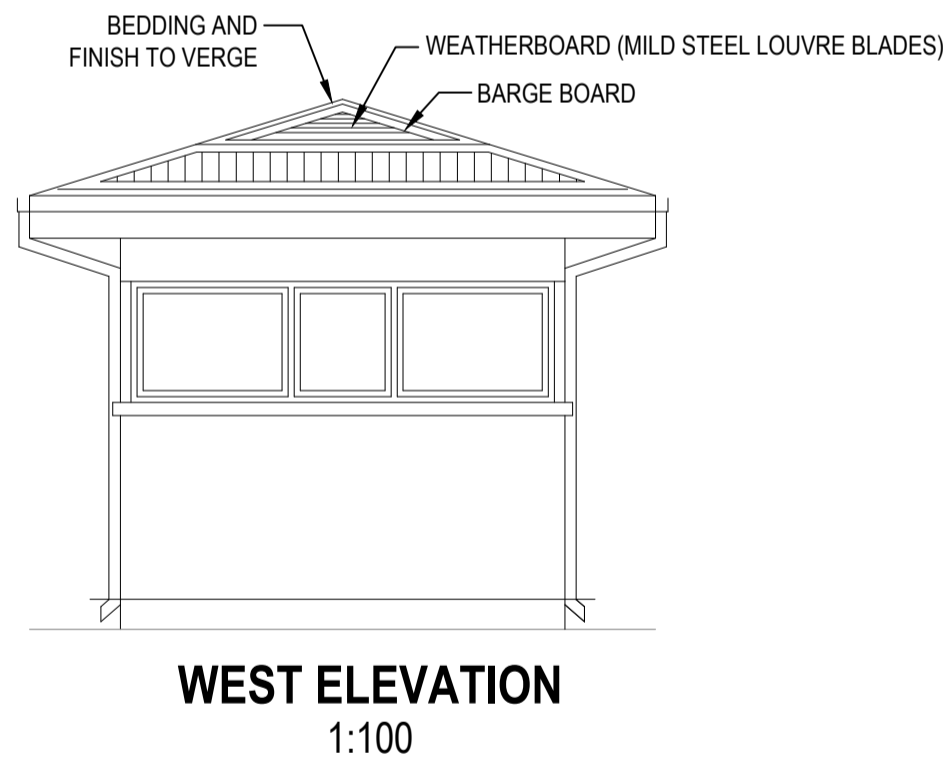 BEDDING AND
FINISH TO VERGE
WEATHERBOARD (MILD STEEL LOUVRE BLADES)
BARGE BOARD
WEST ELEVATION
1:100